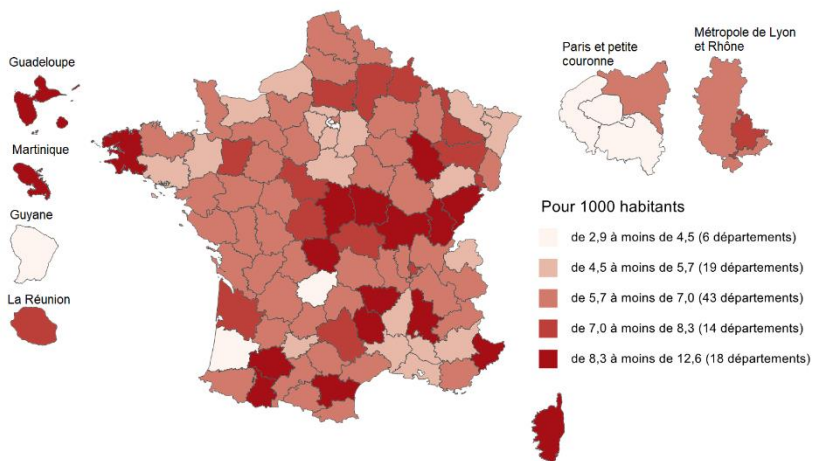 Guadeloupe
Martinique
Guyane
La Réunion
Paris et petite
couronne
Métropole de Lyon
et Rhône
Pour 1000 habitants
de 2,9 à moins de 4,5 (6 départements)
de 4,5 à moins de 5,7 (19 départements)
de 5,7 à moins de 7,0 (43 départements)
de 7,0 à moins de 8,3 (14 départements)
de 8,3 à moins de 12,6 (18 départements)